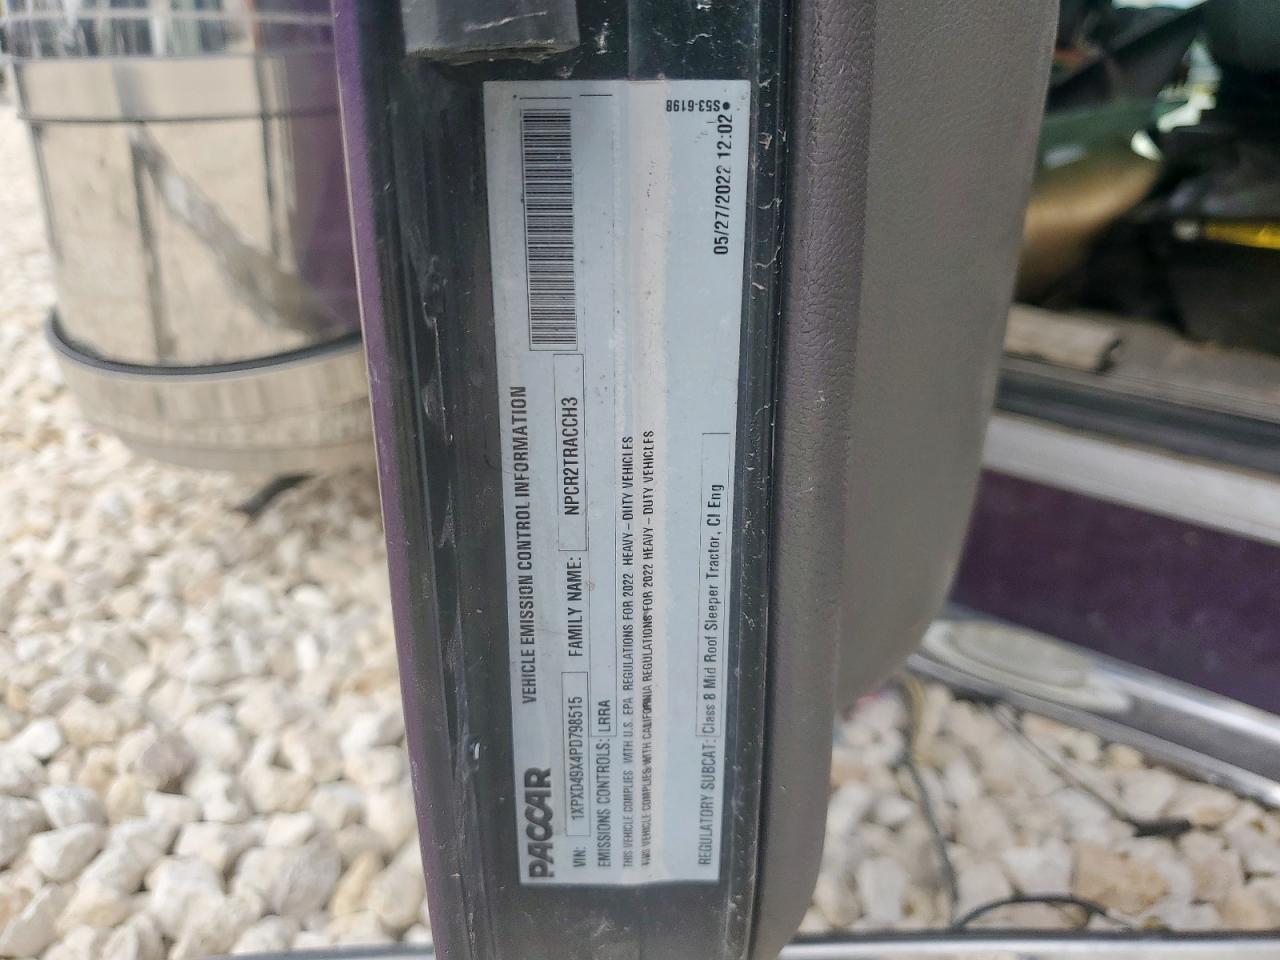 PACCAR VEHICLE EMISSION CONTROL INFORMATION
VIN: 1XPXD49X4PD798515 FAMILY NAME: NPCR2TRACCH3
EMISSIONS CONTROLS: LRRA
THIS VEHICLE COMPLIES WITH U.S. EPA REGULATIONS FOR 2022 HEAVY-DUTY VEHICLES
THIS VEHICLE COMPLIES WITH CALIFORNIA REGULATIONS FOR 2022 HEAVY-DUTY VEHICLES
REGULATORY SUBCAT: Class 8 Mid Roof Sleeper Tractor, CI Eng
05/27/2022 12:02
S53-6198